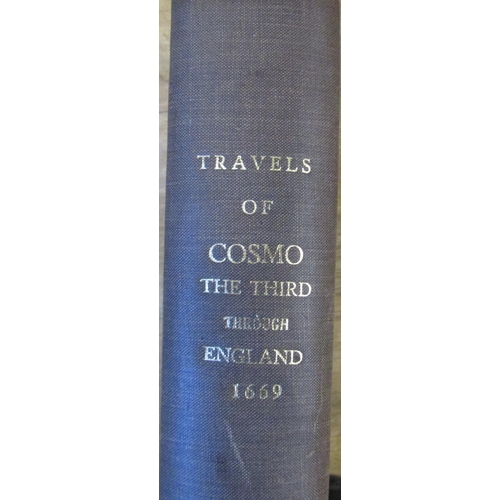 TRAVELS
OF
COSMO
THE THIRD
THROUGH
ENGLAND
1669